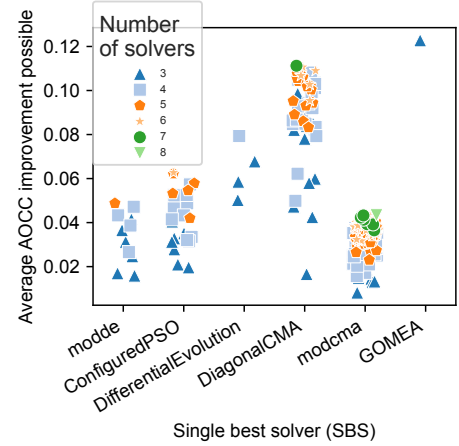 Number
of solvers
3
4
5
6
7
8
Average AOCC improvement possible
0.12
0.10
0.08
0.06
0.04
0.02
modde
ConfiguredPSO
DifferentialEvolution
DiagonalCMA
modcma
GOMEA
Single best solver (SBS)